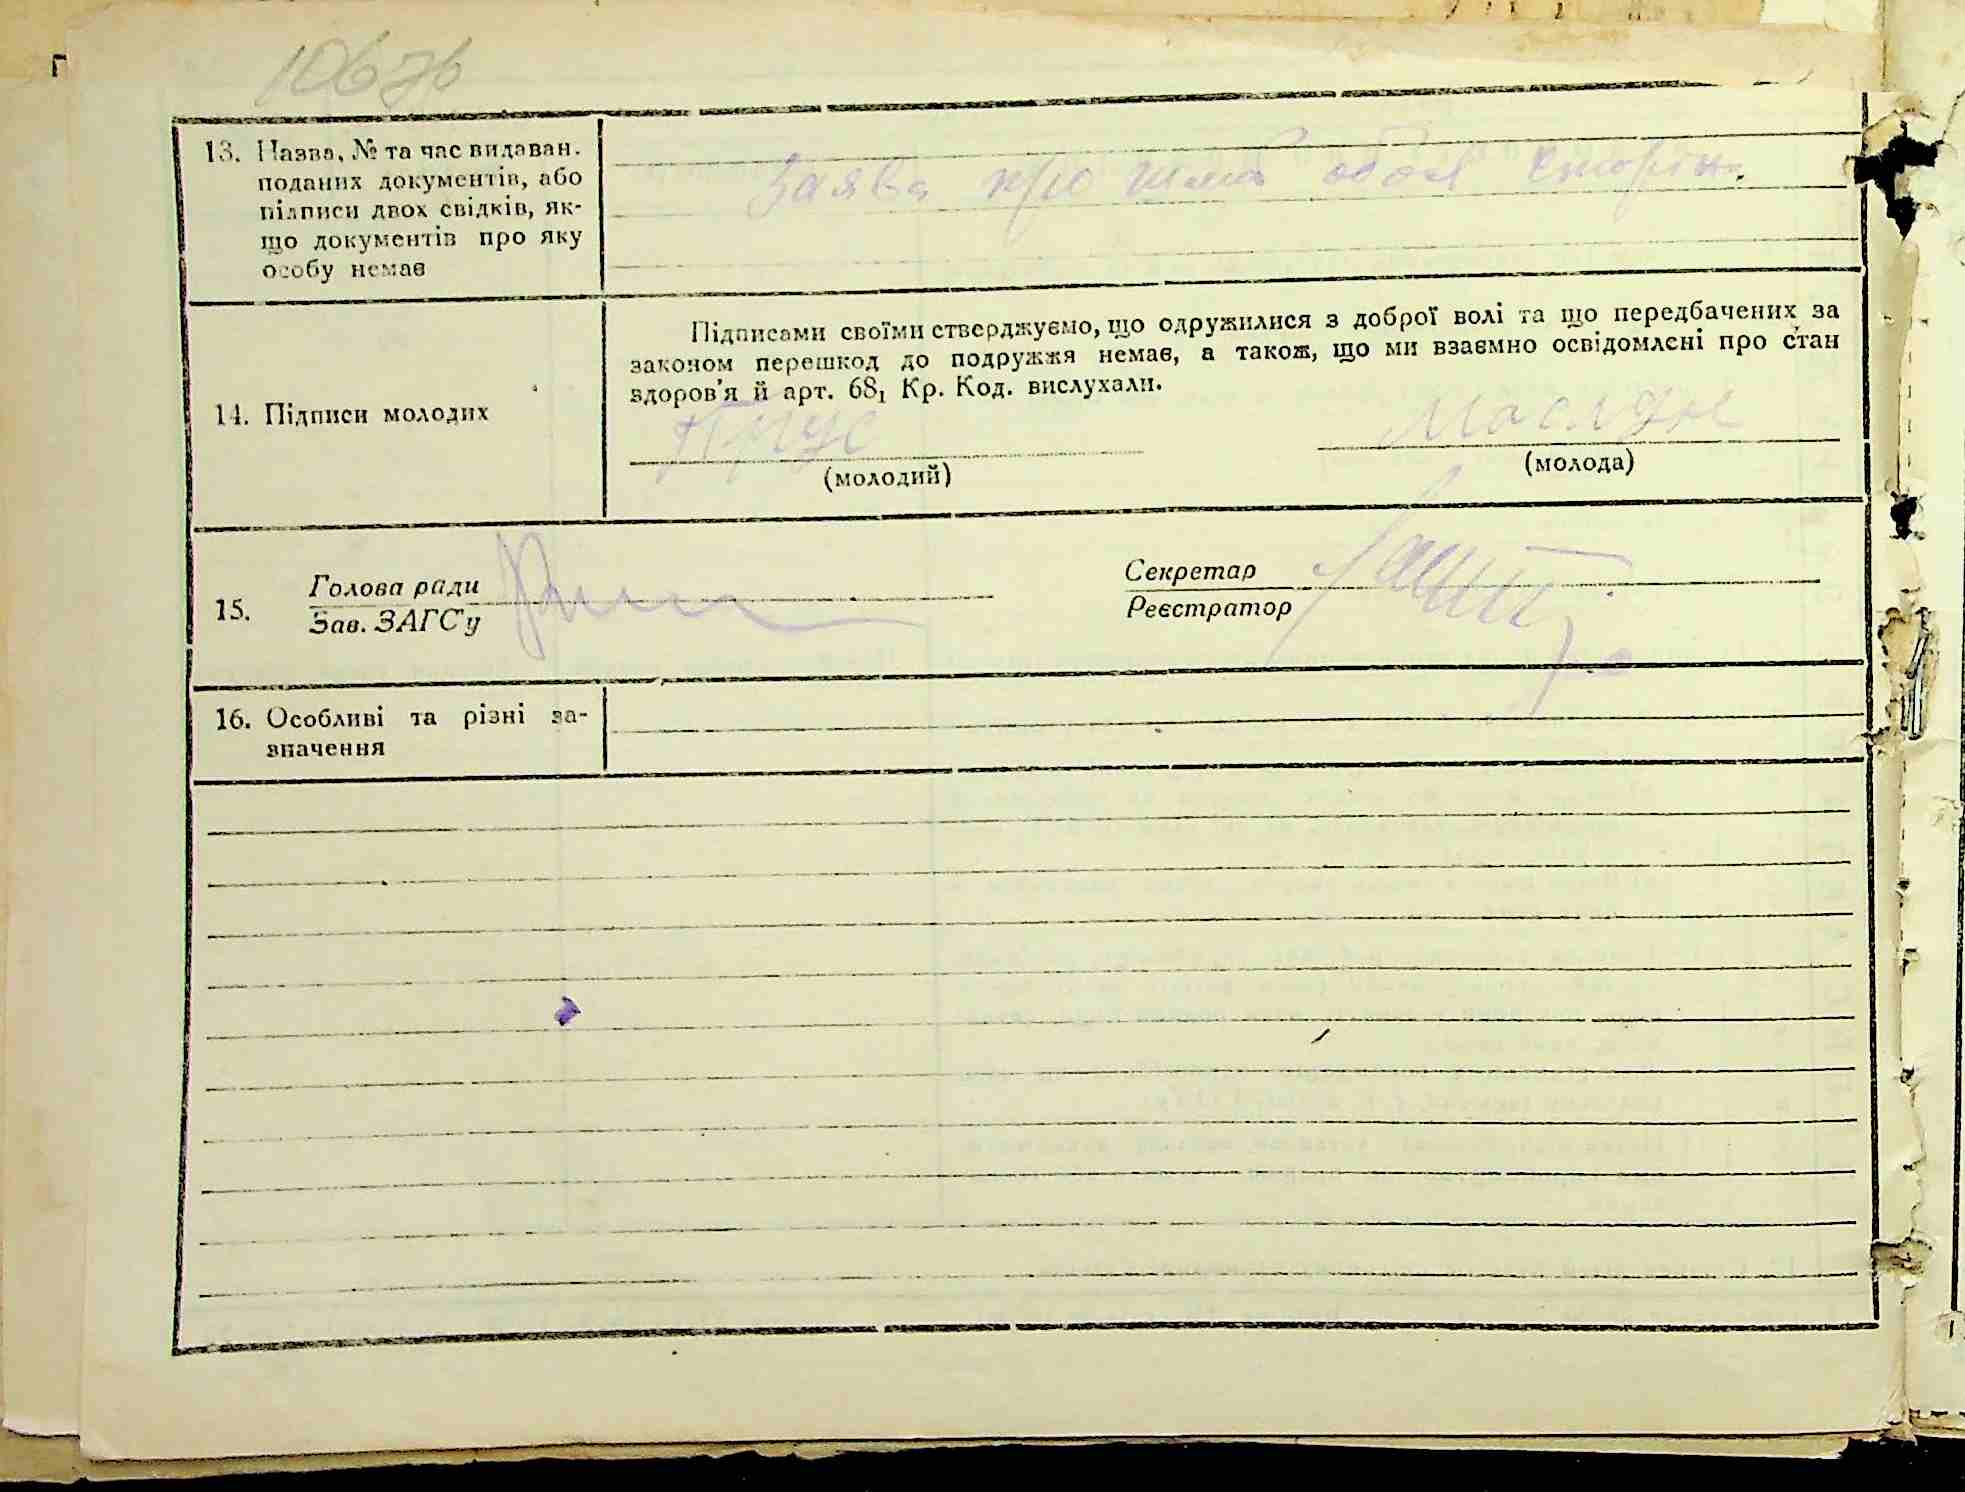 106 зв
13. Назва, № та час видаван.
поданих документів, або
підписи двох свідків, як-
що документів про яку
особу немає
Заява про шлюб обох сторін.
14. Підписи молодих
Підписами своїми стверджуємо, що одружилися з доброї волі та що передбачених за
законом перешкод до подружжя немає, а також, що ми взаємно освідомлені про стан
здоров'я й арт. 68₁ Кр. Код. вислухали.
(молодий)
(молода)
15.
Голова ради
Зав. ЗАГС'у
Секретар
Реєстратор
16. Особливі та різні за-
значення